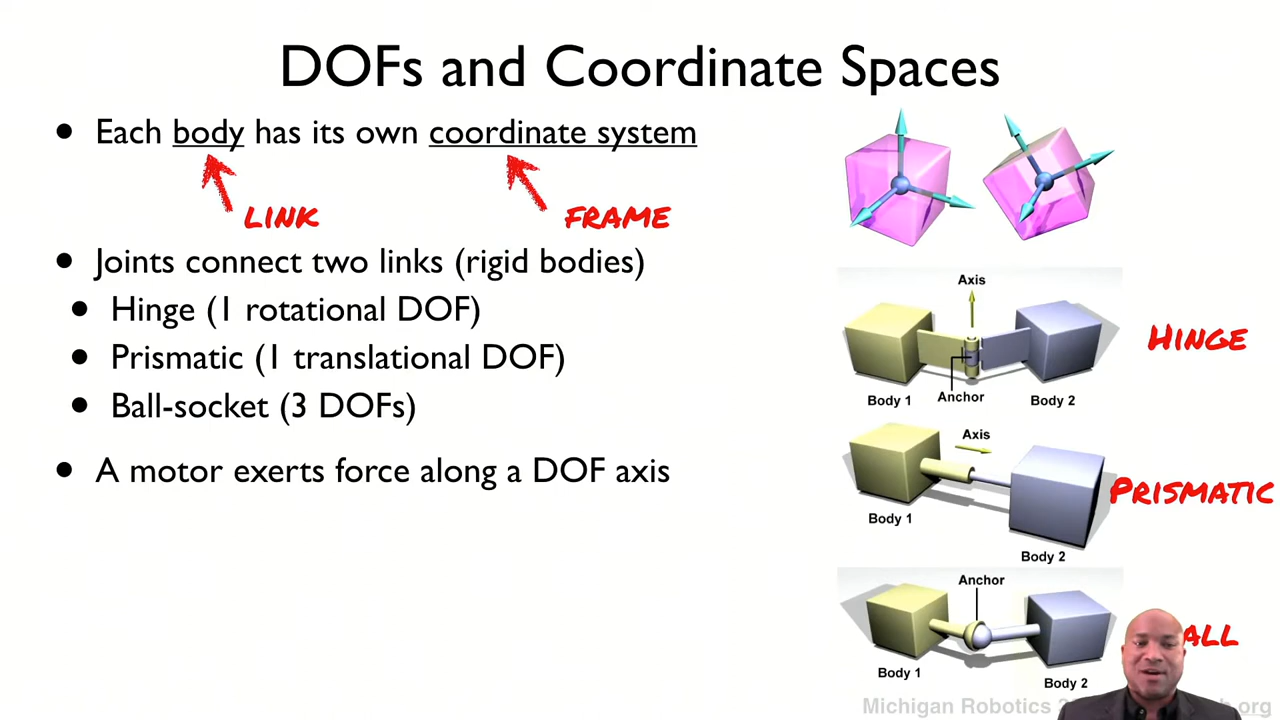 DOFs and Coordinate Spaces
• Each body has its own coordinate system
LINK
FRAME
• Joints connect two links (rigid bodies)
• Hinge (1 rotational DOF)
• Prismatic (1 translational DOF)
• Ball-socket (3 DOFs)
• A motor exerts force along a DOF axis
Axis
HINGE
Body 1
Anchor
Body 2
Axis
PRISMATIC
Body 1
Body 2
Anchor
ALL
Body 1
Body 2
Michigan Robotics
org